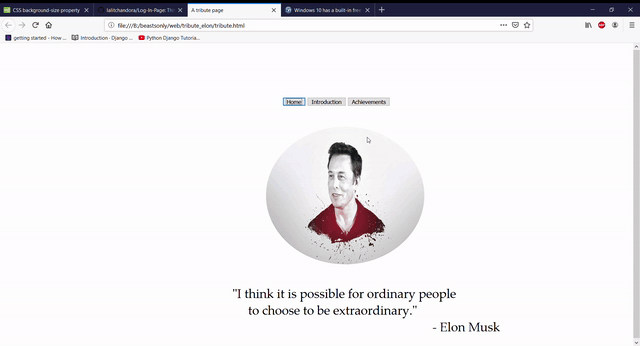 CSS background-size property
lalitchandora/Log-In-Page: Thi
A tribute page
Windows 10 has a built-in free
file:///B:/beastsonly/web/tribute_elon/tribute.html
getting started - How ...
Introduction · Django ...
Python Django Tutoria...
Home
Introduction
Achievements
"I think it is possible for ordinary people
to choose to be extraordinary."
- Elon Musk